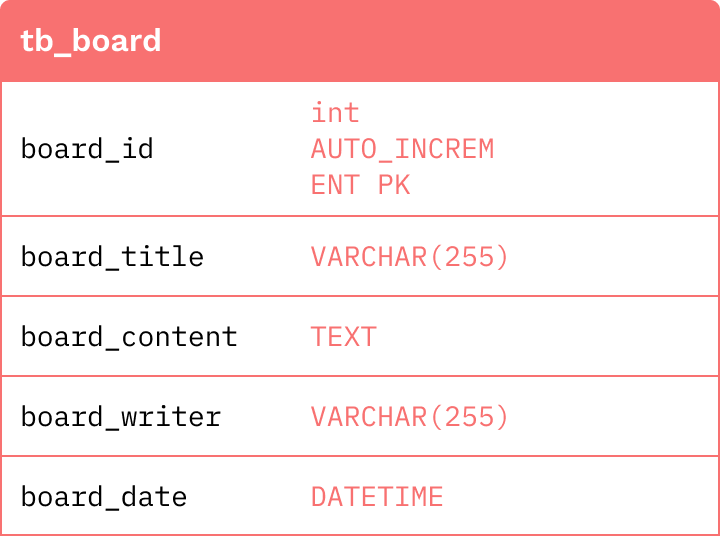 tb_board
board_id
int
AUTO_INCREM
ENT PK
board_title VARCHAR(255)
board_content TEXT
board_writer VARCHAR(255)
board_date DATETIME